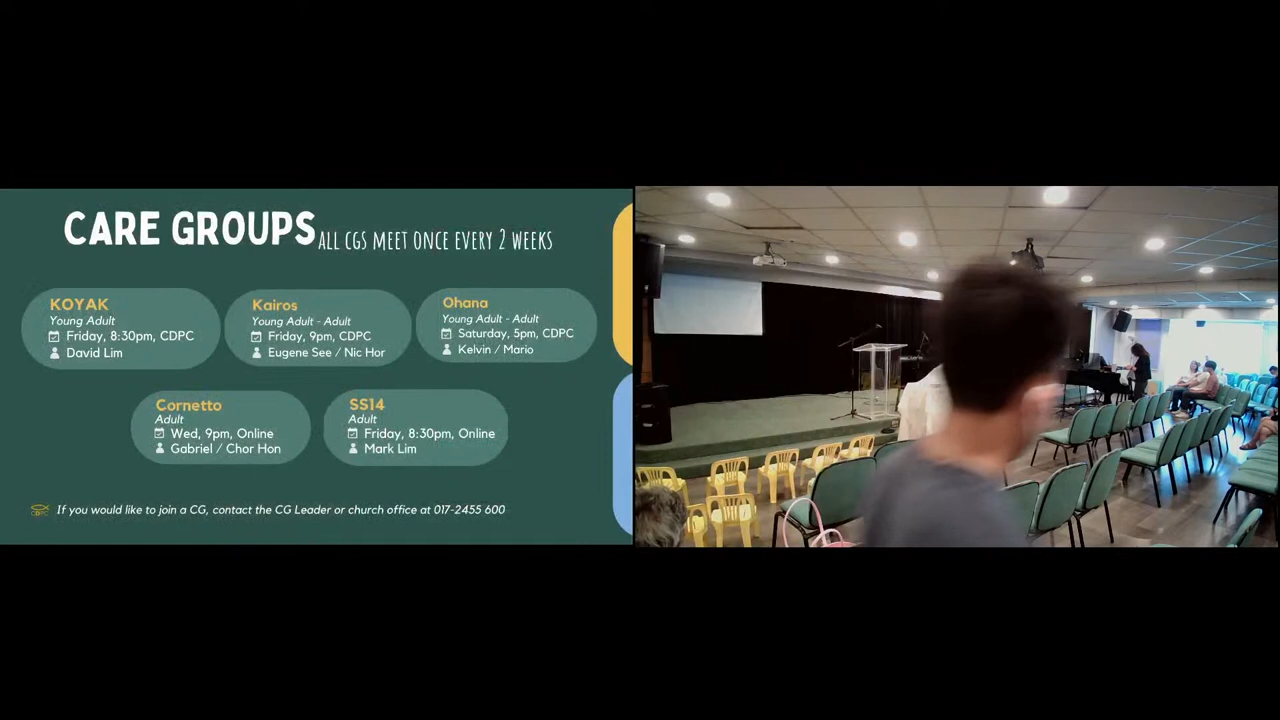 CARE GROUPS ALL CGS MEET ONCE EVERY 2 WEEKS
KOYAK
Young Adult
Friday, 8:30pm, CDPC
David Lim
Kairos
Young Adult - Adult
Friday, 9pm, CDPC
Eugene See / Nic Hor
Ohana
Young Adult - Adult
Saturday, 5pm, CDPC
Kelvin / Mario
Cornetto
Adult
Wed, 9pm, Online
Gabriel / Chor Hon
SS14
Adult
Friday, 8:30pm, Online
Mark Lim
CDPC
If you would like to join a CG, contact the CG Leader or church office at 017-2455 600